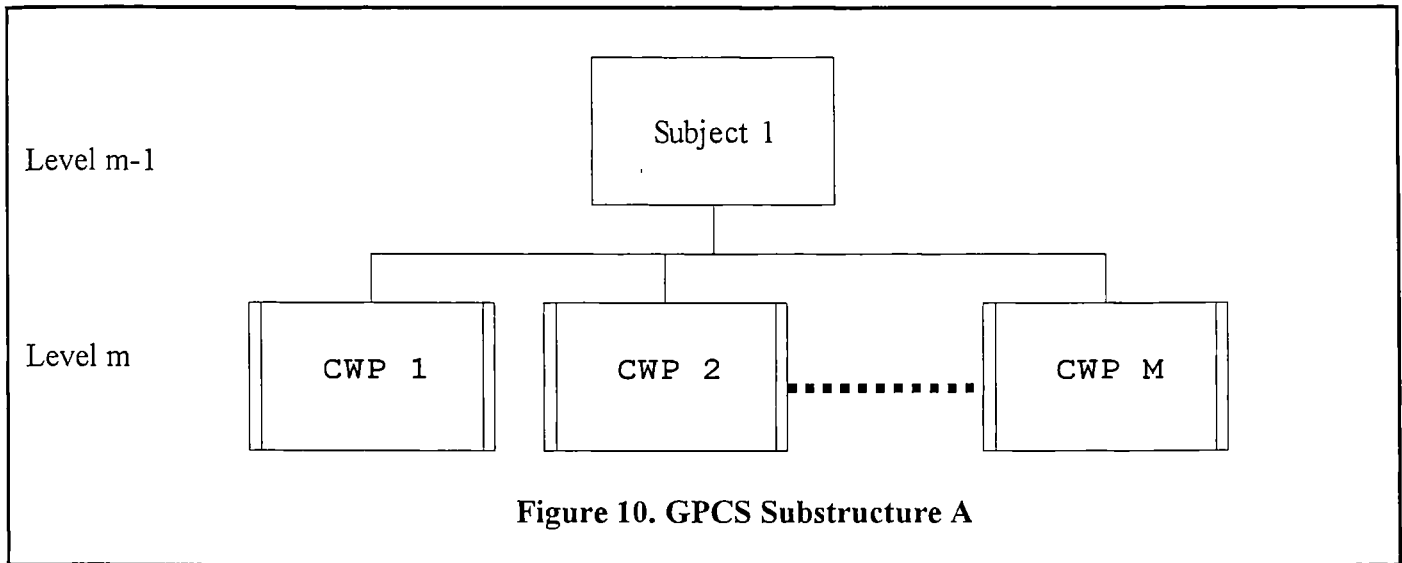 Subject 1
Level m-1
Level m
CWP 1
CWP 2
CWP M
Figure 10. GPCS Substructure A